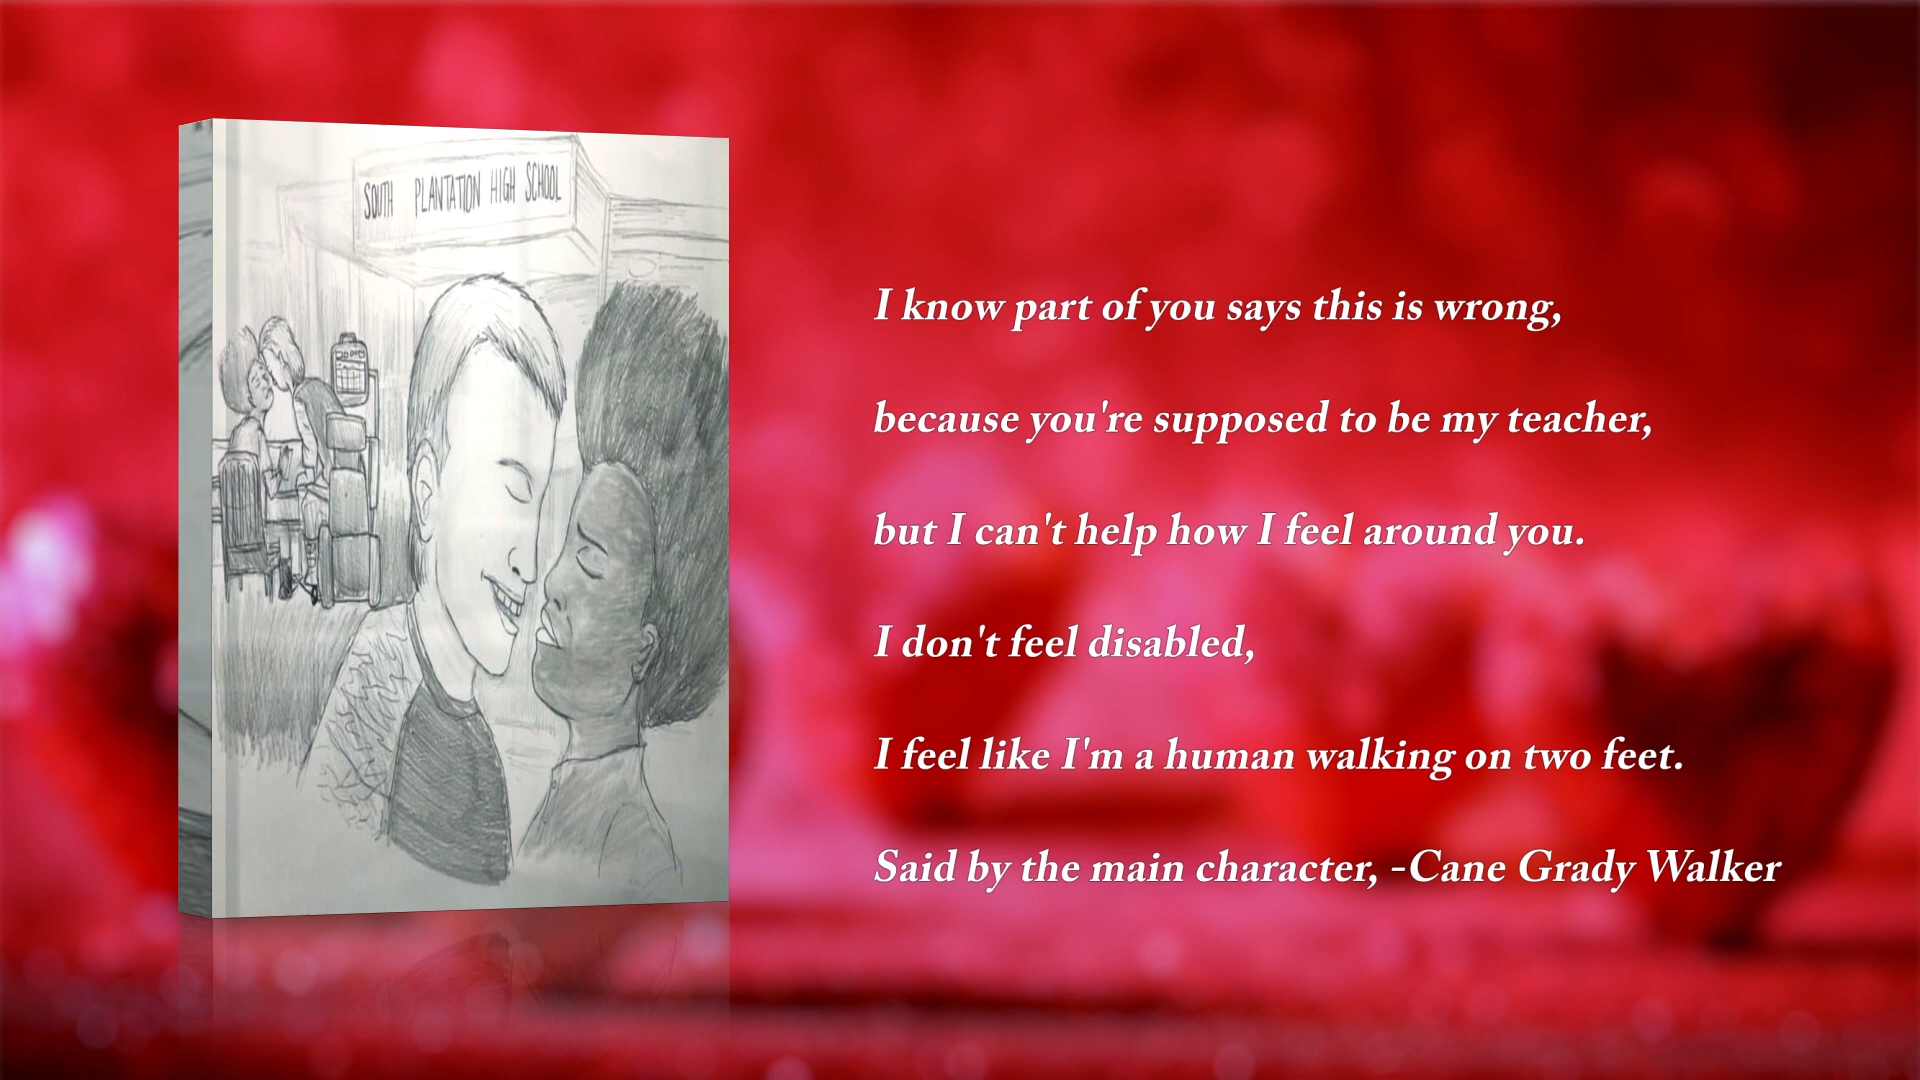 SOUTH PLANTATION HIGH SCHOOL
I know part of you says this is wrong,
because you're supposed to be my teacher,
but I can't help how I feel around you.
I don't feel disabled,
I feel like I'm a human walking on two feet.
Said by the main character, -Cane Grady Walker